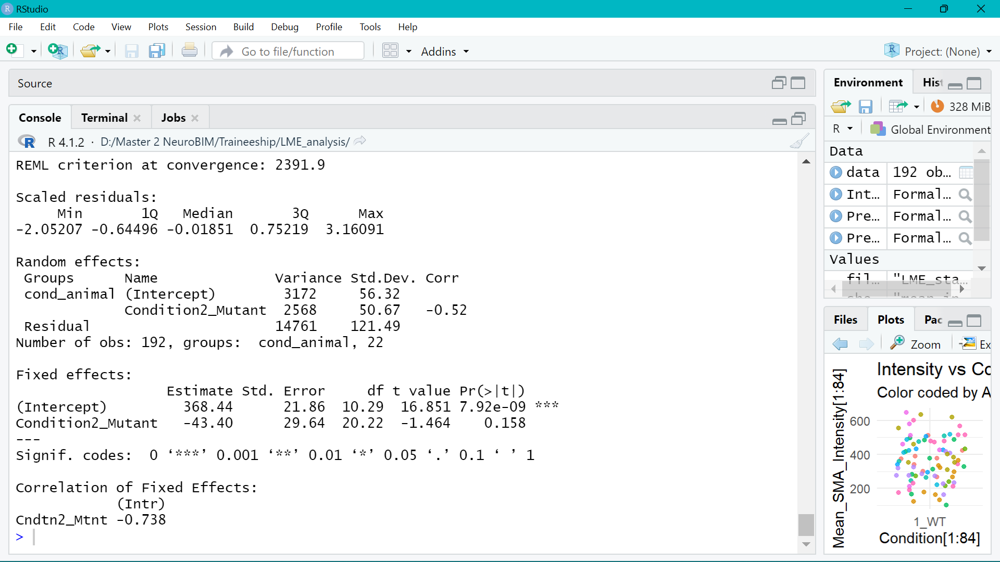 RStudio
File Edit Code View Plots Session Build Debug Profile Tools Help
Go to file/function
Addins
Project: (None)
Source
Console Terminal Jobs
R 4.1.2 · D:/Master 2 NeuroBIM/Traineeship/LME_analysis/
REML criterion at convergence: 2391.9
Scaled residuals:
Min 1Q Median 3Q Max
-2.05207 -0.64496 -0.01851 0.75219 3.16091
Random effects:
Groups Name Variance Std.Dev. Corr
cond_animal (Intercept) 3172 56.32
Condition2_Mutant 2568 50.67 -0.52
Residual 14761 121.49
Number of obs: 192, groups: cond_animal, 22
Fixed effects:
Estimate Std. Error df t value Pr(>|t|)
(Intercept) 368.44 21.86 10.29 16.851 7.92e-09 ***
Condition2_Mutant -43.40 29.64 20.22 -1.464 0.158
---
Signif. codes: 0 ‘***’ 0.001 ‘**’ 0.01 ‘*’ 0.05 ‘.’ 0.1 ‘ ’ 1
Correlation of Fixed Effects:
(Intr)
Cndtn2_Mtnt -0.738
>
Environment Hist
328 MiB
R Global Environment
Data
data 192 ob…
Int… Formal…
Pre… Formal…
Pre… Formal…
Values
fil… "LME_sta…
Files Plots Pac
Zoom Ex
Intensity vs Co
Color coded by A
Mean_SMA_Intensity[1:84]
600
400
200
1_WT
Condition[1:84]